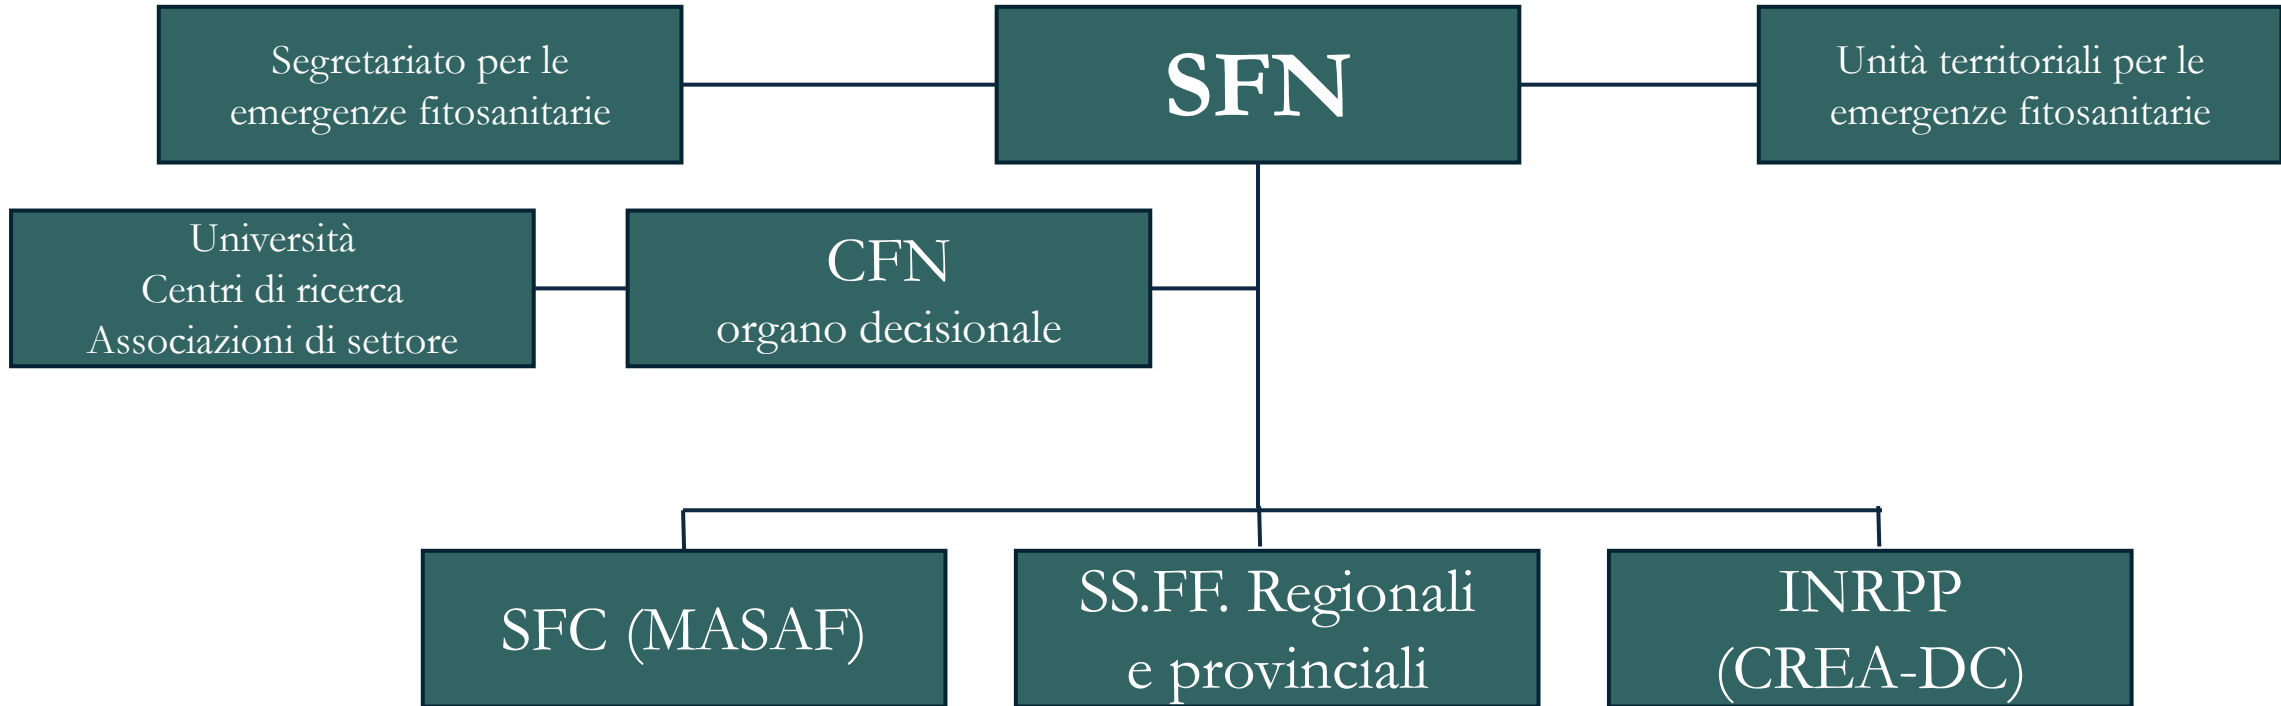 Segretariato per le
emergenze fitosanitarie
SFN
Unità territoriali per le
emergenze fitosanitarie
Università
Centri di ricerca
Associazioni di settore
CFN
organo decisionale
SFC (MASAF)
SS.FF. Regionali
e provinciali
INRPP
(CREA-DC)